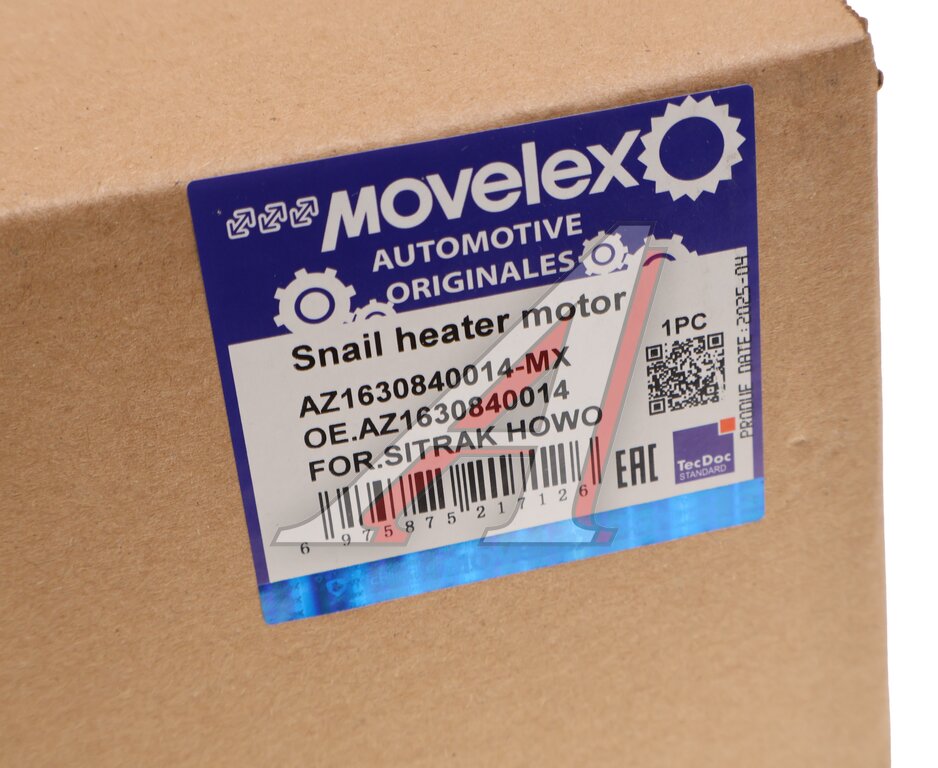 Movelex
AUTOMOTIVE
ORIGINALES
Snail heater motor
AZ1630840014-MX
OE.AZ1630840014
FOR.SITRAK HOWO
6 975875 217126
1PC
PRODUE DATE:2025-04
EAC
TecDoc
STANDARD